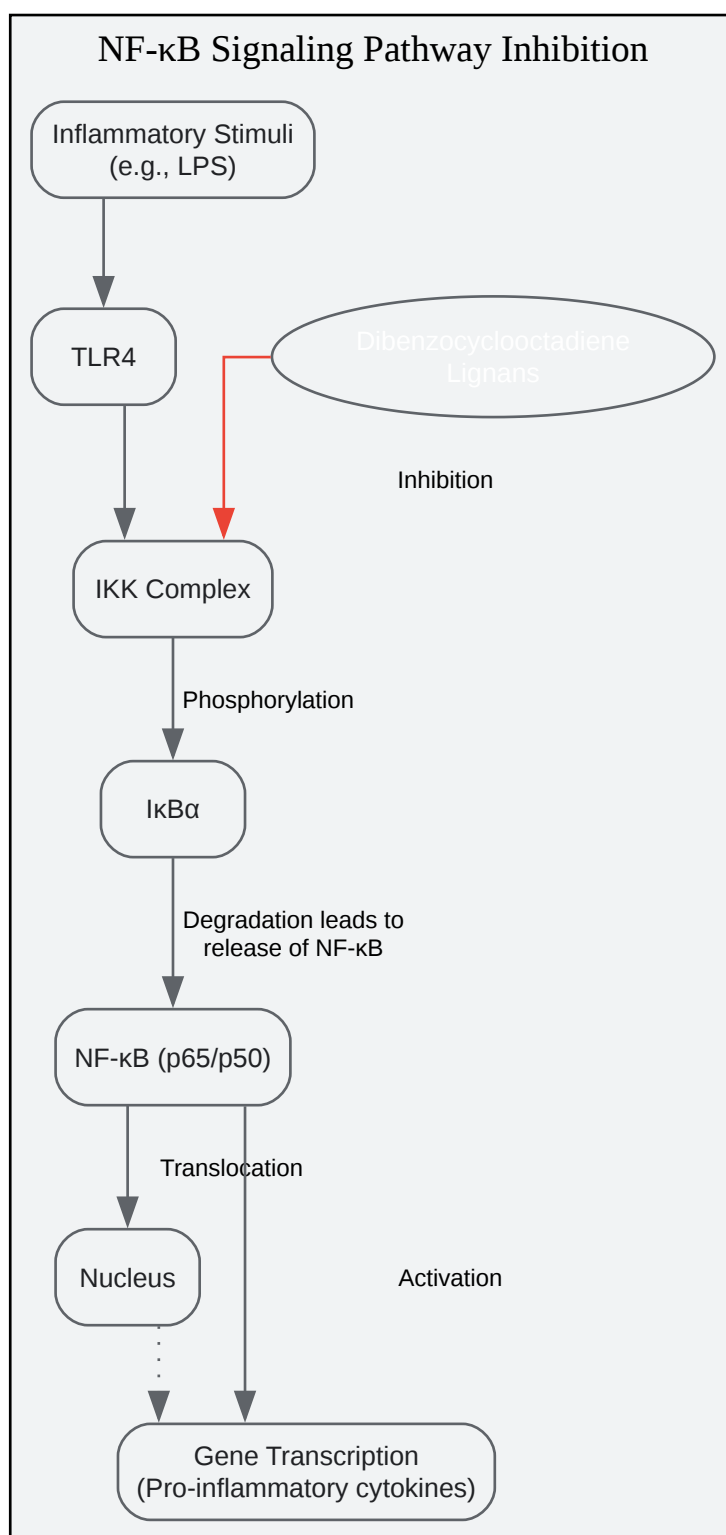 NF-κB Signaling Pathway Inhibition
Inflammatory Stimuli
(e.g., LPS)
TLR4
Dibenzocyclooctadiene
Lignans
Inhibition
IKK Complex
Phosphorylation
IκBα
Degradation leads to
release of NF-κB
NF-κB (p65/p50)
Translocation
Nucleus
Activation
Gene Transcription
(Pro-inflammatory cytokines)